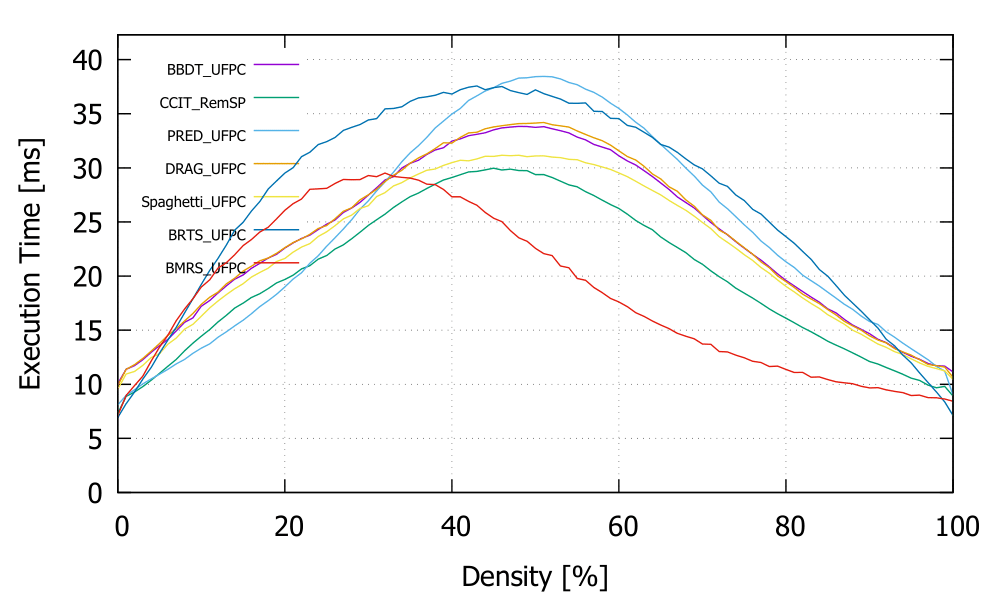 Execution Time [ms]
40
35
30
25
20
15
10
5
0
BBDT_UFPC
CCIT_RemSP
PRED_UFPC
DRAG_UFPC
Spaghetti_UFPC
BRTS_UFPC
BMRS_UFPC
0 20 40 60 80 100
Density [%]